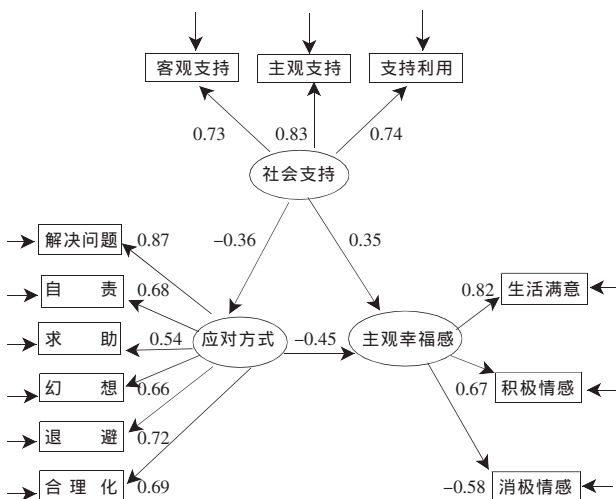 客观支持 主观支持 支持利用
0.73 0.83 0.74
社会支持
-0.36 0.35
解决问题 0.87
自 责 0.68
求 助 0.54
幻 想 0.66
退 避 0.72
合 理 化 0.69
应对方式 -0.45 主观幸福感
0.82 生活满意
0.67 积极情感
-0.58 消极情感